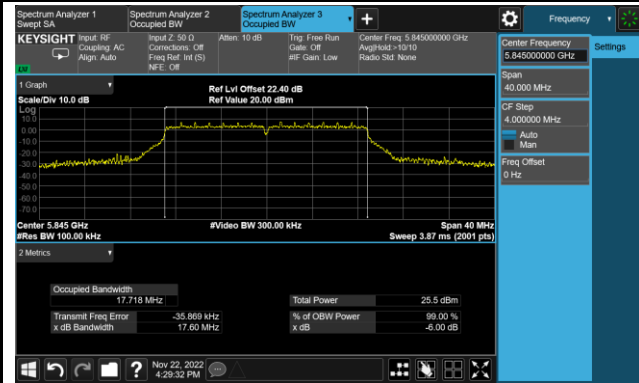 Spectrum Analyzer 1
Swept SA
Spectrum Analyzer 2
Occupied BW
Spectrum Analyzer 3
Occupied BW
Frequency
KEYSIGHT
Input: RF
Coupling: AC
Align: Auto
Input Z: 50 Ω
Corrections: Off
Freq Ref: Int (S)
NFE: Off
Atten: 10 dB
Trig: Free Run
Gate: Off
#IF Gain: Low
Center Freq: 5.845000000 GHz
Avg|Hold:>10/10
Radio Std: None
1 Graph
Scale/Div 10.0 dB
Ref Lvl Offset 22.40 dB
Ref Value 20.00 dBm
Log
10.0
0.00
-10.0
-20.0
-30.0
-40.0
-50.0
-60.0
-70.0
Center 5.845 GHz
#Video BW 300.00 kHz
Span 40 MHz
#Res BW 100.00 kHz
Sweep 3.87 ms (2001 pts)
2 Metrics
Occupied Bandwidth
17.718 MHz
Total Power
25.5 dBm
Transmit Freq Error
-35.869 kHz
% of OBW Power
99.00 %
x dB Bandwidth
17.60 MHz
x dB
-6.00 dB
Center Frequency
5.845000000 GHz
Settings
Span
40.000 MHz
CF Step
4.000000 MHz
Auto
Man
Freq Offset
0 Hz
?
Nov 22, 2022
4:29:32 PM